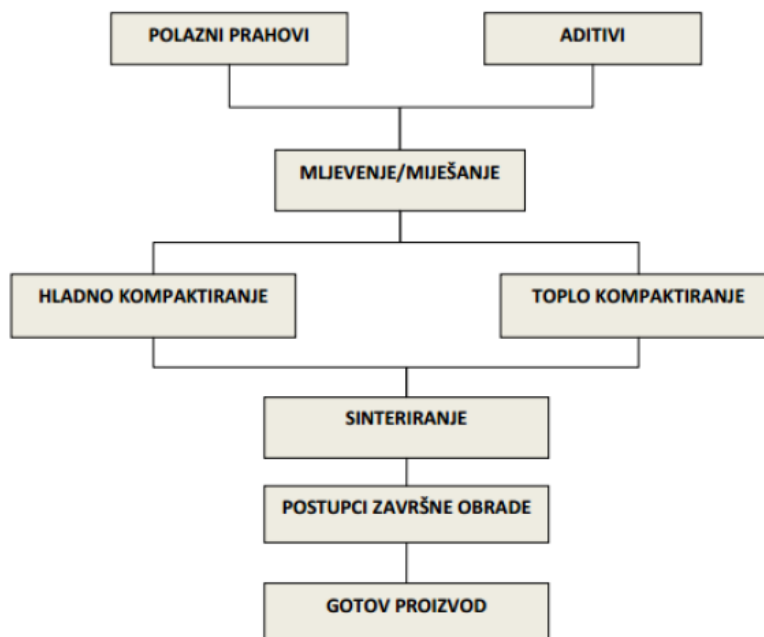 POLAZNI PRAHOVI
ADITIVI
MLJEVENJE/MIJEŠANJE
HLADNO KOMPAKTIRANJE
TOPLO KOMPAKTIRANJE
SINTERIRANJE
POSTUPCI ZAVRŠNE OBRADE
GOTOV PROIZVOD